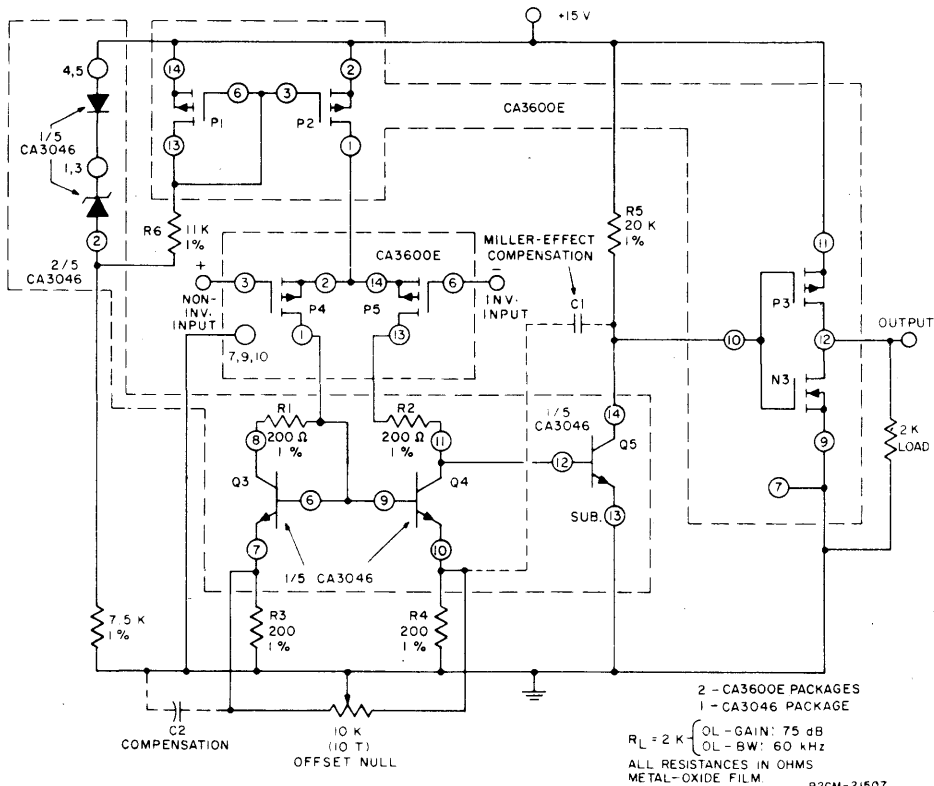 +15 V
4,5
14
2
6
3
CA3600E
P1
P2
1/5
CA3046
13
1
1,3
R6
11 K
1%
R5
20 K
1%
2
2/5
CA3046
MILLER-EFFECT
COMPENSATION
CA3600E
11
+
3
2
14
6
−
P3
NON-
INV.
INPUT
P4
P5
INV.
INPUT
C1
OUTPUT
1
13
10
12
7,9,10
N3
R1
R2
1/5
CA3046
14
9
2 K
LOAD
8
200 Ω
1 %
200 Ω
1 %
11
Q5
12
Q3
Q4
7
6
9
SUB.
13
7
10
1/5 CA3046
7.5 K
1 %
R3
200
1 %
R4
200
1 %
2 - CA3600E PACKAGES
1 - CA3046 PACKAGE
C2
COMPENSATION
10 K
(10 T)
OFFSET NULL
RL = 2 K { OL - GAIN: 75 dB
OL - BW: 60 kHz
ALL RESISTANCES IN OHMS
METAL-OXIDE FILM.
92CM-21507